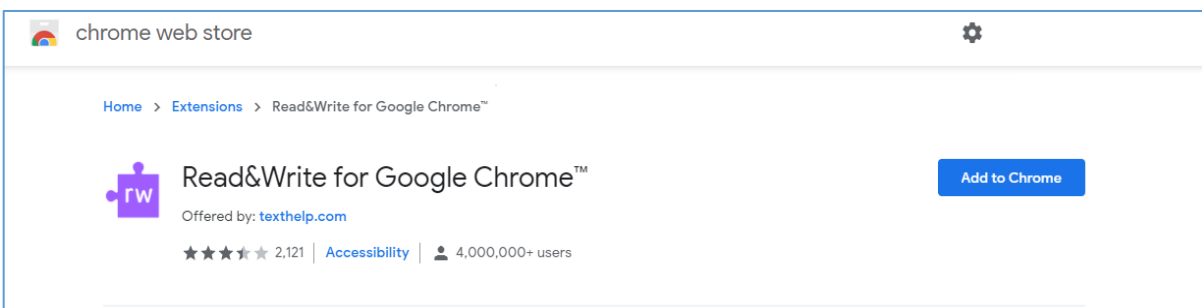 chrome web store
Home > Extensions > Read&Write for Google Chrome™
rw
Read&Write for Google Chrome™
Add to Chrome
Offered by: texthelp.com
2,121 | Accessibility | 4,000,000+ users